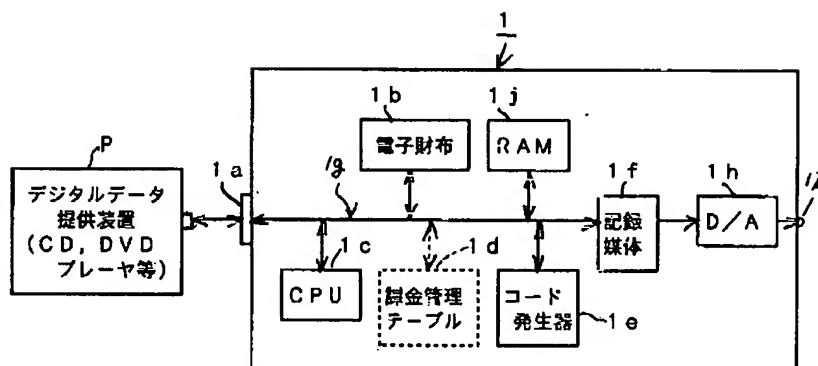 1
1b
1j
電子財布
RAM
P
1a
1g
1f
1h
1i
デジタルデータ
提供装置
(CD, DVD
プレーヤ等)
記録
媒体
D/A
1c
1d
CPU
課金管理
テーブル
コード
発生器
1e